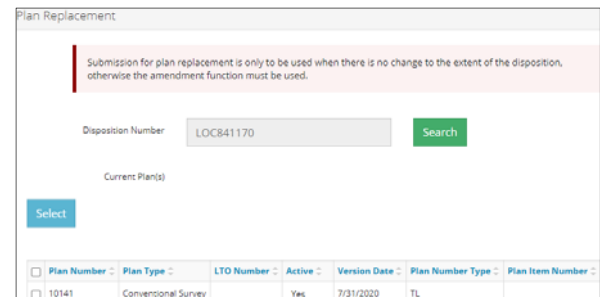 Plan Replacement
Submission for plan replacement is only to be used when there is no change to the extent of the disposition,
otherwise the amendment function must be used.
Disposition Number LOC841170 Search
Current Plan(s)
Select
Plan Number Plan Type LTO Number Active Version Date Plan Number Type Plan Item Number
10141 Conventional Survey Yes 7/31/2020 TL